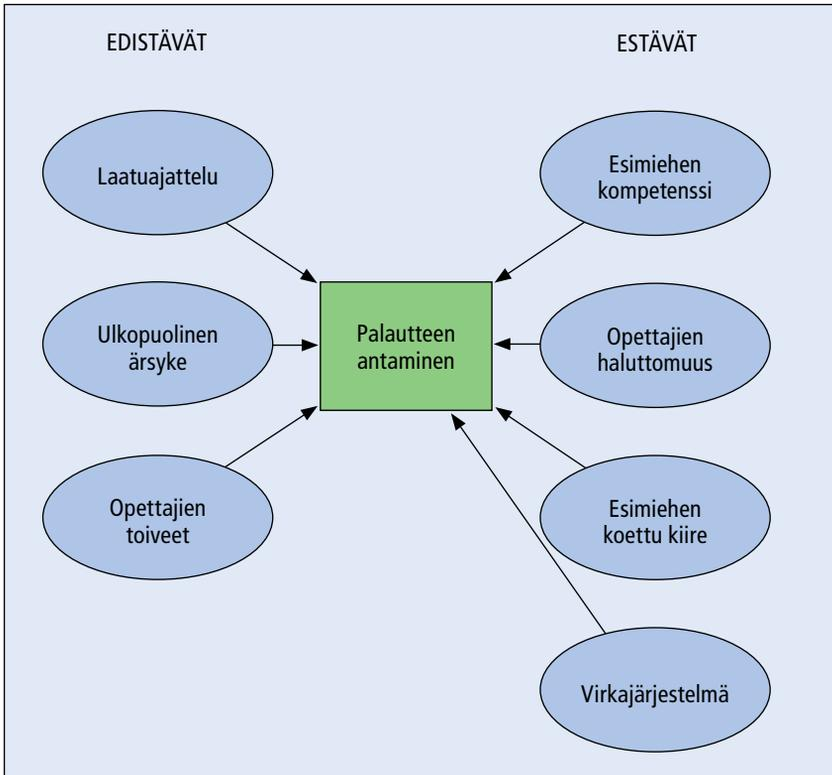 EDISTÄVÄT
ESTÄVÄT
Laatuajattelu
Esimiehen
kompetenssi
Ulkopuolinen
ärsyke
Palautteen
antaminen
Opettajien
haluttomuus
Opettajien
toiveet
Esimiehen
koettu kiire
Virkajärjestelmä